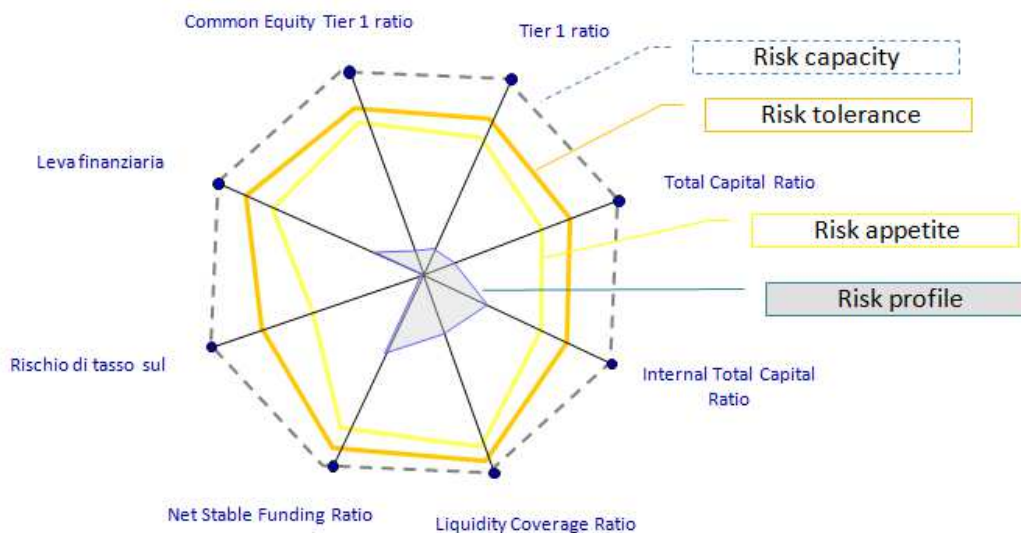 Common Equity Tier 1 ratio
Tier 1 ratio
Risk capacity
Risk tolerance
Leva finanziaria
Total Capital Ratio
Risk appetite
Risk profile
Rischio di tasso sul
Internal Total Capital
Ratio
Net Stable Funding Ratio
Liquidity Coverage Ratio